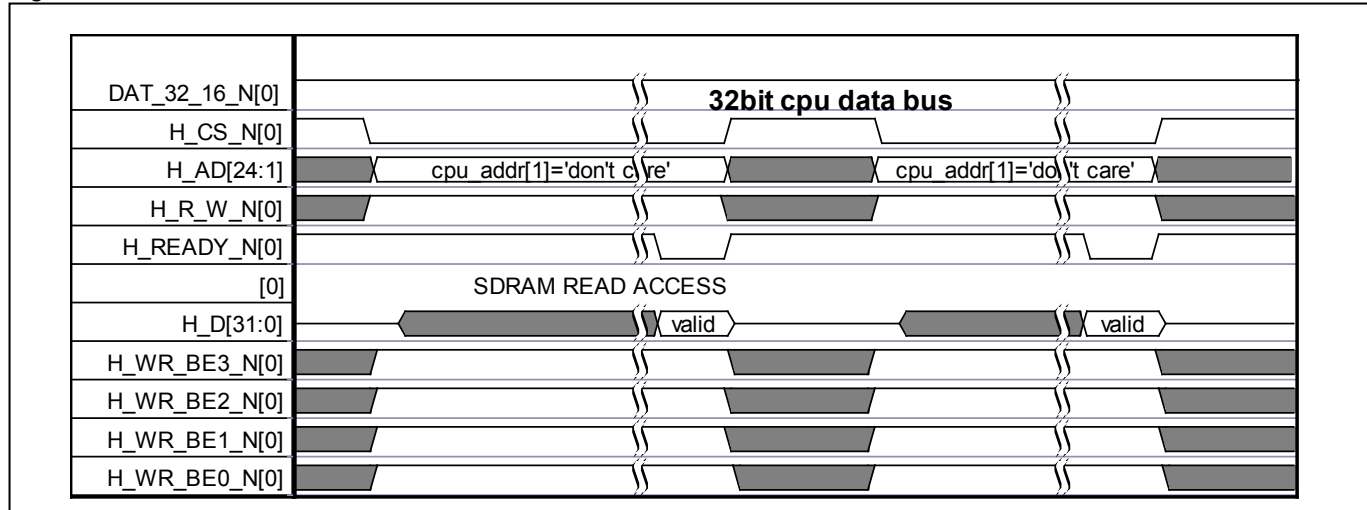 DAT_32_16_N[0]
32bit cpu data bus
H_CS_N[0]
H_AD[24:1] cpu_addr[1]='don't care' cpu_addr[1]='don't care'
H_R_W_N[0]
H_READY_N[0]
[0] SDRAM READ ACCESS
H_D[31:0] valid valid
H_WR_BE3_N[0]
H_WR_BE2_N[0]
H_WR_BE1_N[0]
H_WR_BE0_N[0]